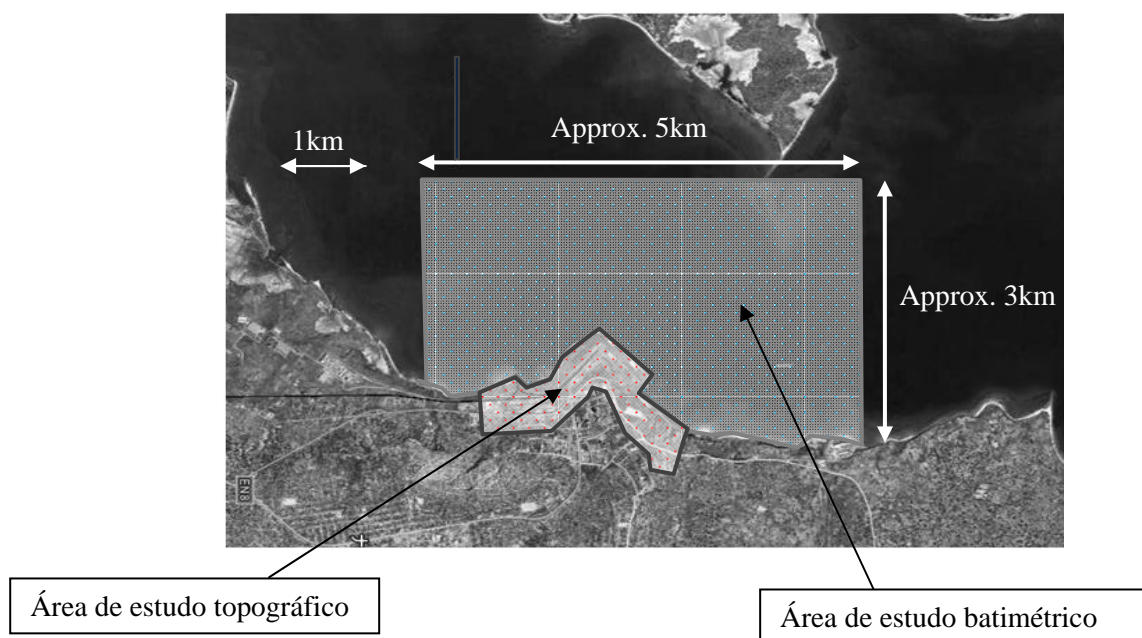 Approx. 5km
1km
Approx. 3km
EN8
Área de estudo topográfico
Área de estudo batimétrico